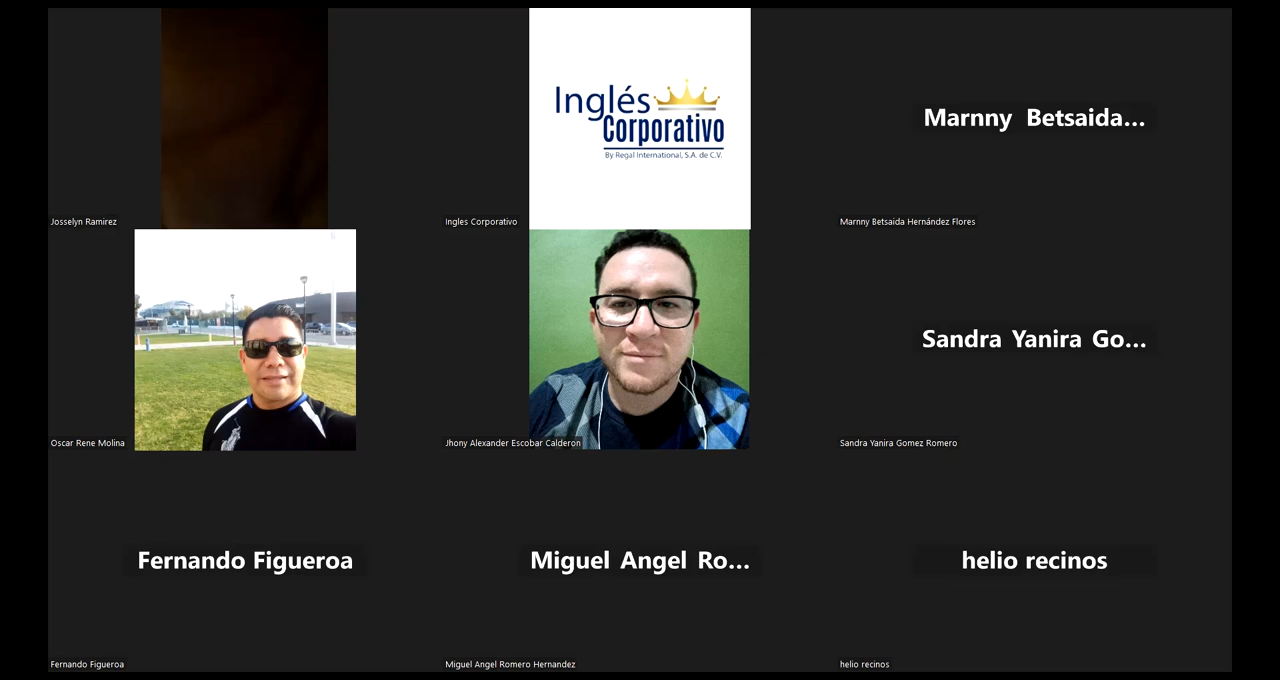 Inglés
Corporativo
By Regal International, S.A. de C.V.
Marnny Betsaida...
Josselyn Ramirez
Ingles Corporativo
Marnny Betsaida Hernández Flores
Sandra Yanira Go...
Oscar Rene Molina
Jhony Alexander Escobar Calderon
Sandra Yanira Gomez Romero
Fernando Figueroa
Miguel Angel Ro...
helio recinos
Fernando Figueroa
Miguel Angel Romero Hernandez
helio recinos